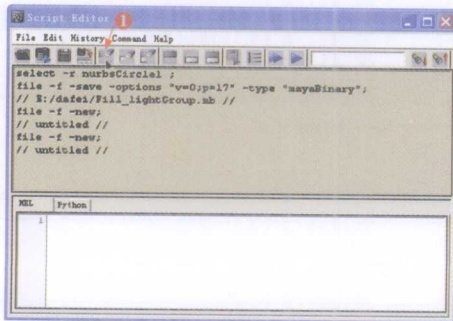 Script Editor
1
File Edit History Command Help
select -r nurbsCircle1 ;
file -f -save -options "v=0;p=17" -type "mayaBinary";
// E:/dafei/Fill_lightGroup.mb //
file -f -new;
// untitled //
file -f -new;
// untitled //
MEL Python
1